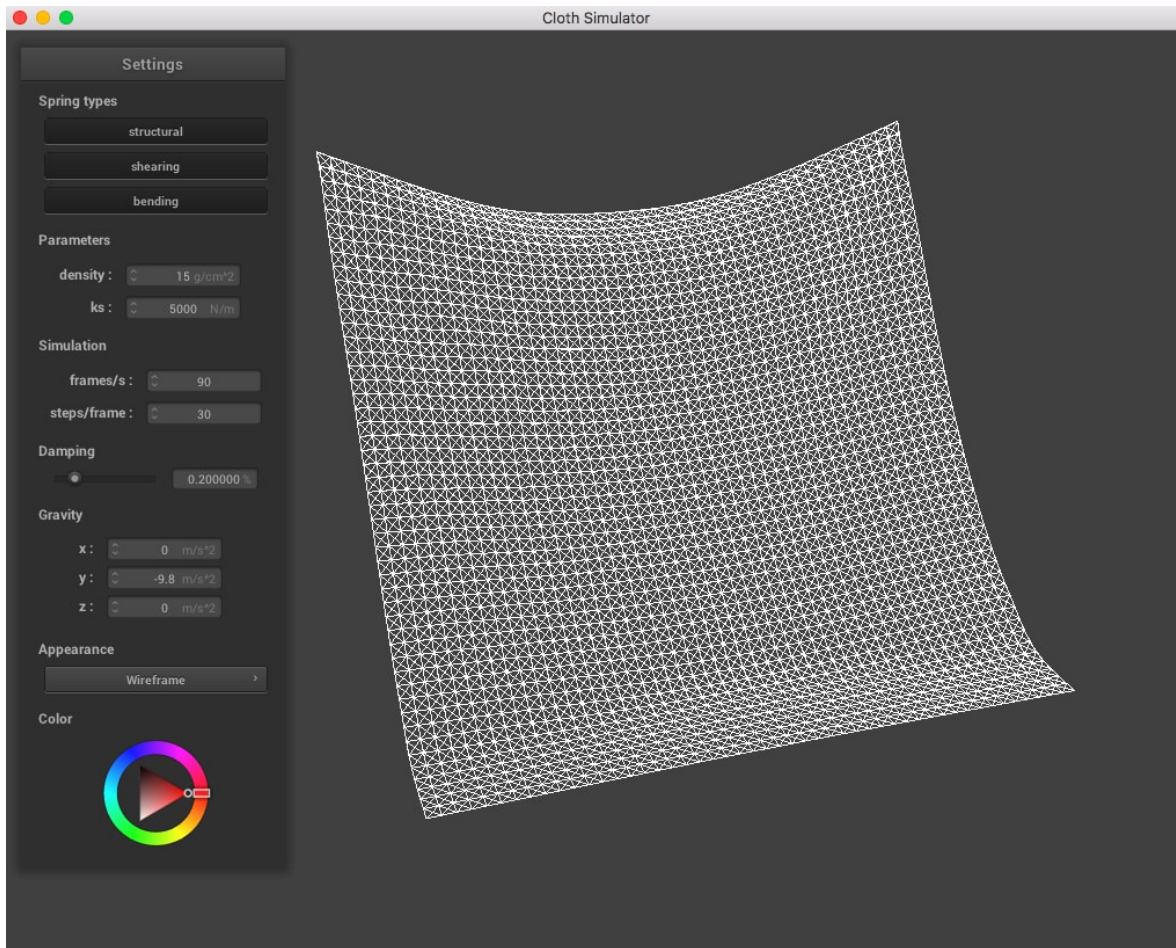 Cloth Simulator
Settings
Spring types
structural
shearing
bending
Parameters
density : 15 g/cm^2
ks : 5000 N/m
Simulation
frames/s : 90
steps/frame : 30
Damping
0.200000 %
Gravity
x : 0 m/s^2
y : -9.8 m/s^2
z : 0 m/s^2
Appearance
Wireframe
Color